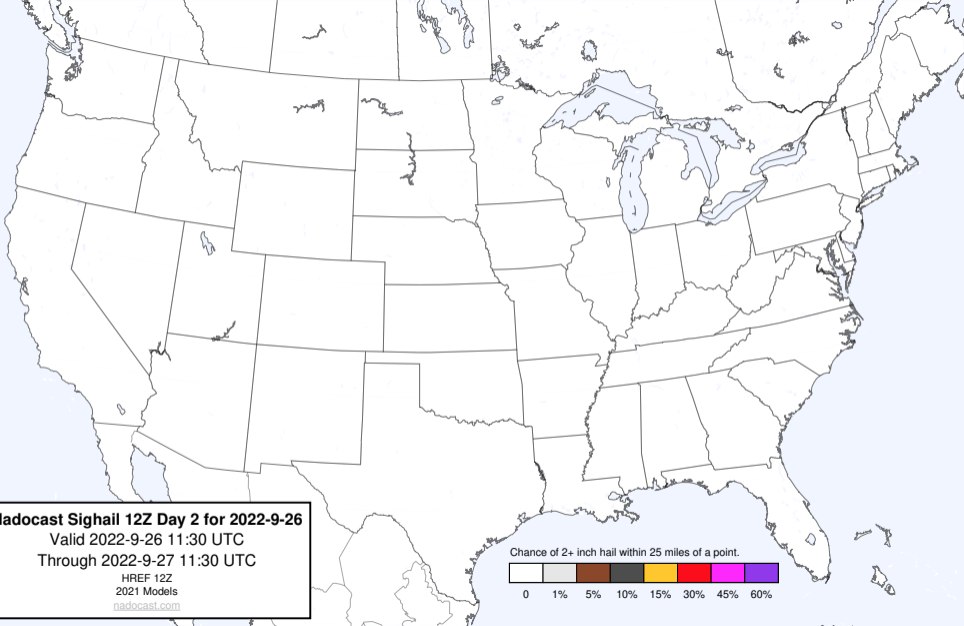 ladocast Sighail 12Z Day 2 for 2022-9-26
Valid 2022-9-26 11:30 UTC
Through 2022-9-27 11:30 UTC
HREF 12Z
2021 Models
nadocast.com
Chance of 2+ inch hail within 25 miles of a point.
0 1% 5% 10% 15% 30% 45% 60%